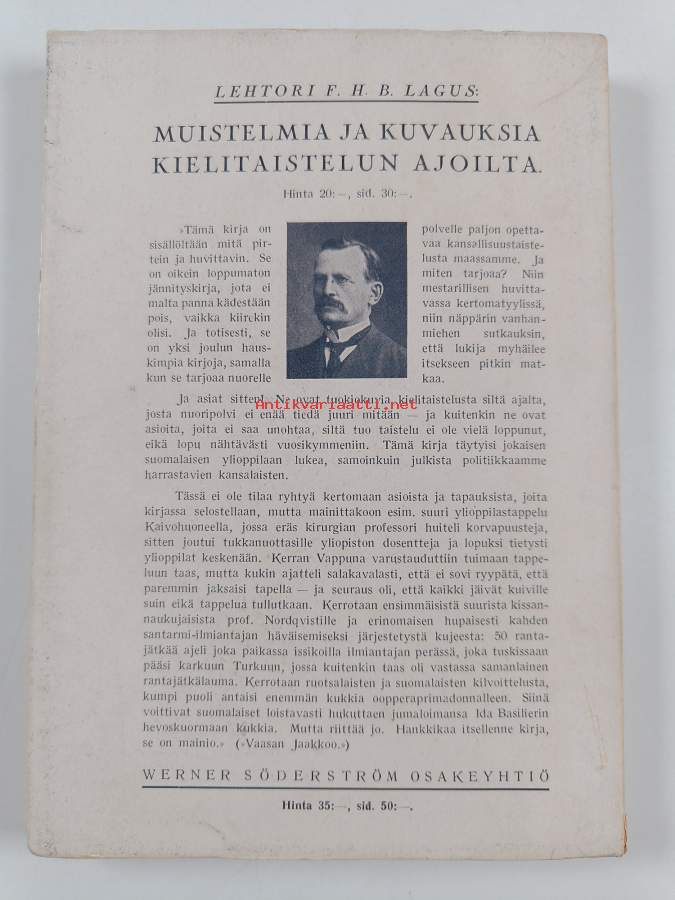 LEHTORI F. H. B. LAGUS:
MUISTELMIA JA KUVAUKSIA
KIELITAISTELUN AJOILTA.
Hinta 20:—, sid. 30:—.
»Tämä kirja on
sisällöltään mitä pir-
tein ja huvittavin. Se
on oikein loppumaton
jännityskirja, jota ei
malta panna kädestään
pois, vaikka kiirekin
olisi. Ja totisesti, se
on yksi joulun haus-
kimpia kirjoja, samalla
kun se tarjoaa nuorelle
polvelle paljon opetta-
vaa kansallisuustaiste-
lusta maassamme. Ja
miten tarjoaa? Niin
mestarillisen huvitta-
vassa kertomatyylissä,
niin näppärin vanhan-
miehen sutkauksin,
että lukija myhäilee
itsekseen pitkin mat-
kaa.
Ja asiat sitten! Ne ovat tuokiokuvia kielitaistelusta siltä ajalta,
Antikvariaatti.net
josta nuoripolvi ei enää tiedä juuri mitään — ja kuitenkin ne ovat
asioita, joita ei saa unohtaa, siltä tuo taistelu ei ole vielä loppunut,
eikä lopu nähtävästi vuosikymmeniin. Tämä kirja täytyisi jokaisen
suomalaisen ylioppilaan lukea, samoinkuin julkista politiikkaamme
harrastavien kansalaisten.
Tässä ei ole tilaa ryhtyä kertomaan asioista ja tapauksista, joita
kirjassa selostellaan, mutta mainittakoon esim. suuri ylioppilastappelu
Kaivohuoneella, jossa eräs kirurgian professori huiteli korvapuusteja,
sitten joutui tukkanuottasille yliopiston dosentteja ja lopuksi tietysti
ylioppilat keskenään. Kerran Vappuna varustauduttiin tuimaan tappe-
luun taas, mutta kukin ajatteli salakavalasti, että ei sovi ryypätä, että
paremmin jaksaisi tapella — ja seuraus oli, että kaikki jäivät kuiville
suin eikä tappelua tullutkaan. Kerrotaan ensimmäisistä suurista kissan-
naukujaisista prof. Nordqvistille ja erinomaisen hupaisesti kahden
santarmi-ilmiantajan häväisemiseksi järjestetystä kujeesta: 50 ranta-
jätkää ajeli joka paikassa issikoilla ilmiantajan perässä, joka tuskissaan
pääsi karkuun Turkuun, jossa kuitenkin taas oli vastassa samanlainen
rantajätkälauma. Kerrotaan ruotsalaisten ja suomalaisten kilvoittelusta,
kumpi puoli antaisi enemmän kukkia oopperaprimadonnalleen. Siinä
voittivat suomalaiset loistavasti hukuttaen jumaloimansa Ida Basilierin
hevoskuormaan kukkia. Mutta riittää jo. Hankkikaa itsellenne kirja,
se on mainio.» (»Vaasan Jaakkoo.»)
WERNER SÖDERSTRÖM OSAKEYHTIÖ
Hinta 35:—, sid. 50:—.